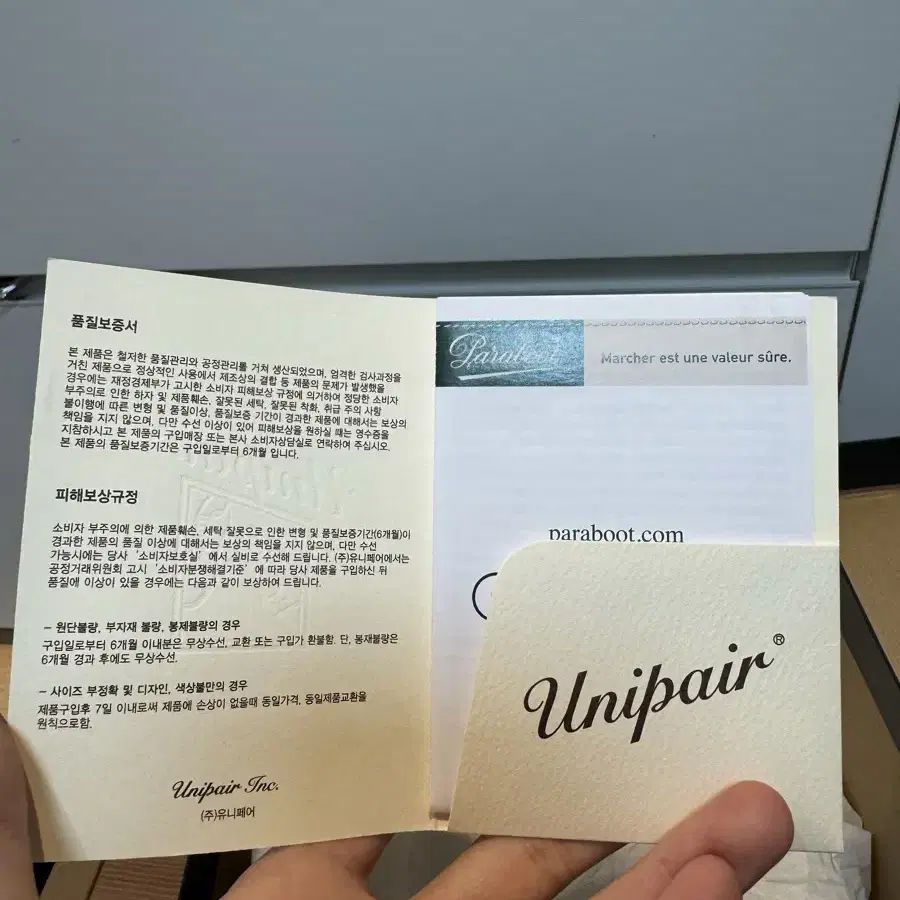 품질보증서
본 제품은 철저한 품질관리와 공정관리를 거쳐 생산되었으며, 엄격한 검사과정을
거친 제품으로 정상적인 사용에서 제조상의 결합 등 제품의 문제가 발생했을
경우에는 재정경제부가 고시한 소비자 피해보상 규정에 의거하여 정당한 소비자
부주의로 인한 하자 및 제품훼손, 잘못된 세탁, 잘못된 착화, 취급 주의 사항
불이행에 따른 변형 및 품질이상, 품질보증 기간이 경과한 제품에 대해서는 보상의
책임을 지지 않으며, 다만 수선 이상이 있어 피해보상을 원하실 때는 영수증을
지참하시고 본 제품의 구입매장 또는 본사 소비자상담실로 연락하여 주십시오.
본 제품의 품질보증기간은 구입일로부터 6개월 입니다.
피해보상규정
소비자 부주의에 의한 제품훼손, 세탁 잘못으로 인한 변형 및 품질보증기간(6개월)이
경과한 제품의 품질 이상에 대해서는 보상의 책임을 지지 않으며, 다만 수선
가능시에는 당사 '소비자보호실' 에서 실비로 수선해 드립니다. (주)유니페어에서는
공정거래위원회 고시 '소비자분쟁해결기준' 에 따라 당사 제품을 구입하신 뒤
품질에 이상이 있을 경우에는 다음과 같이 보상하여 드립니다.
– 원단불량, 부자재 불량, 봉제불량의 경우
구입일로부터 6개월 이내분은 무상수선, 교환 또는 구입가 환불함. 단, 봉재불량은
6개월 경과 후에도 무상수선.
– 사이즈 부정확 및 디자인, 색상불만의 경우
제품구입후 7일 이내로써 제품에 손상이 없을때 동일가격, 동일제품교환을
원칙으로함.
Unipair Inc.
(주)유니페어
Paraboot
Marcher est une valeur sûre.
paraboot.com
Unipair®